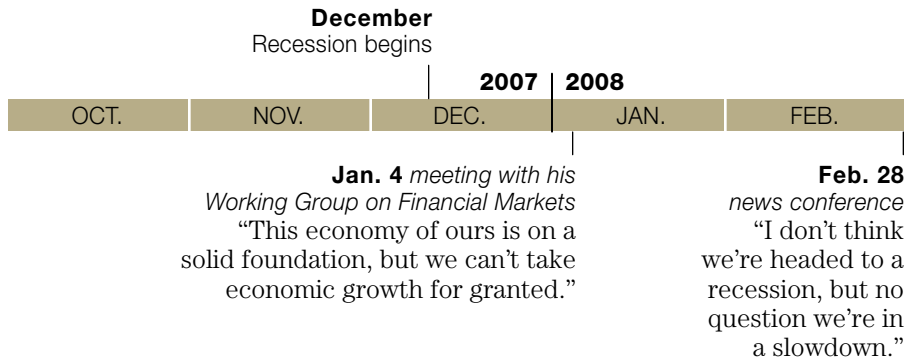 December
Recession begins
2007 2008
OCT. NOV. DEC. JAN. FEB.
Jan. 4 meeting with his
Working Group on Financial Markets
“This economy of ours is on a
solid foundation, but we can’t take
economic growth for granted.”
Feb. 28
news conference
“I don’t think
we’re headed to a
recession, but no
question we’re in
a slowdown.”